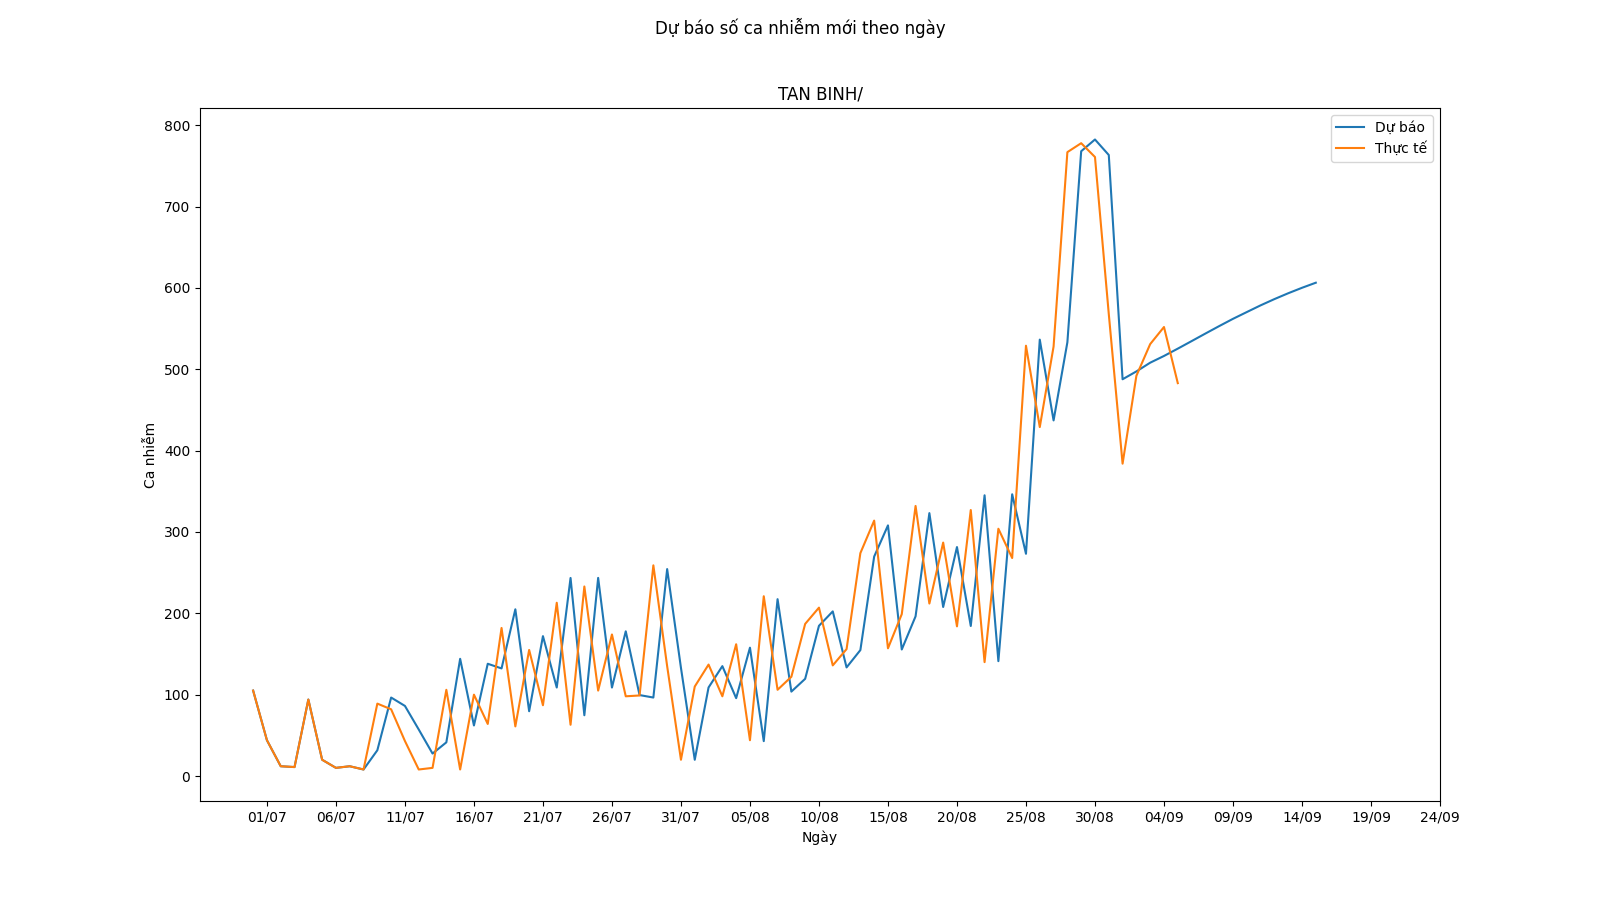 Dự báo số ca nhiễm mới theo ngày
TAN BINH/
Dự báo
Thực tế
800
700
600
500
400
300
200
100
0
Ca nhiễm
01/07 06/07 11/07 16/07 21/07 26/07 31/07 05/08 10/08 15/08 20/08 25/08 30/08 04/09 09/09 14/09 19/09 24/09
Ngày